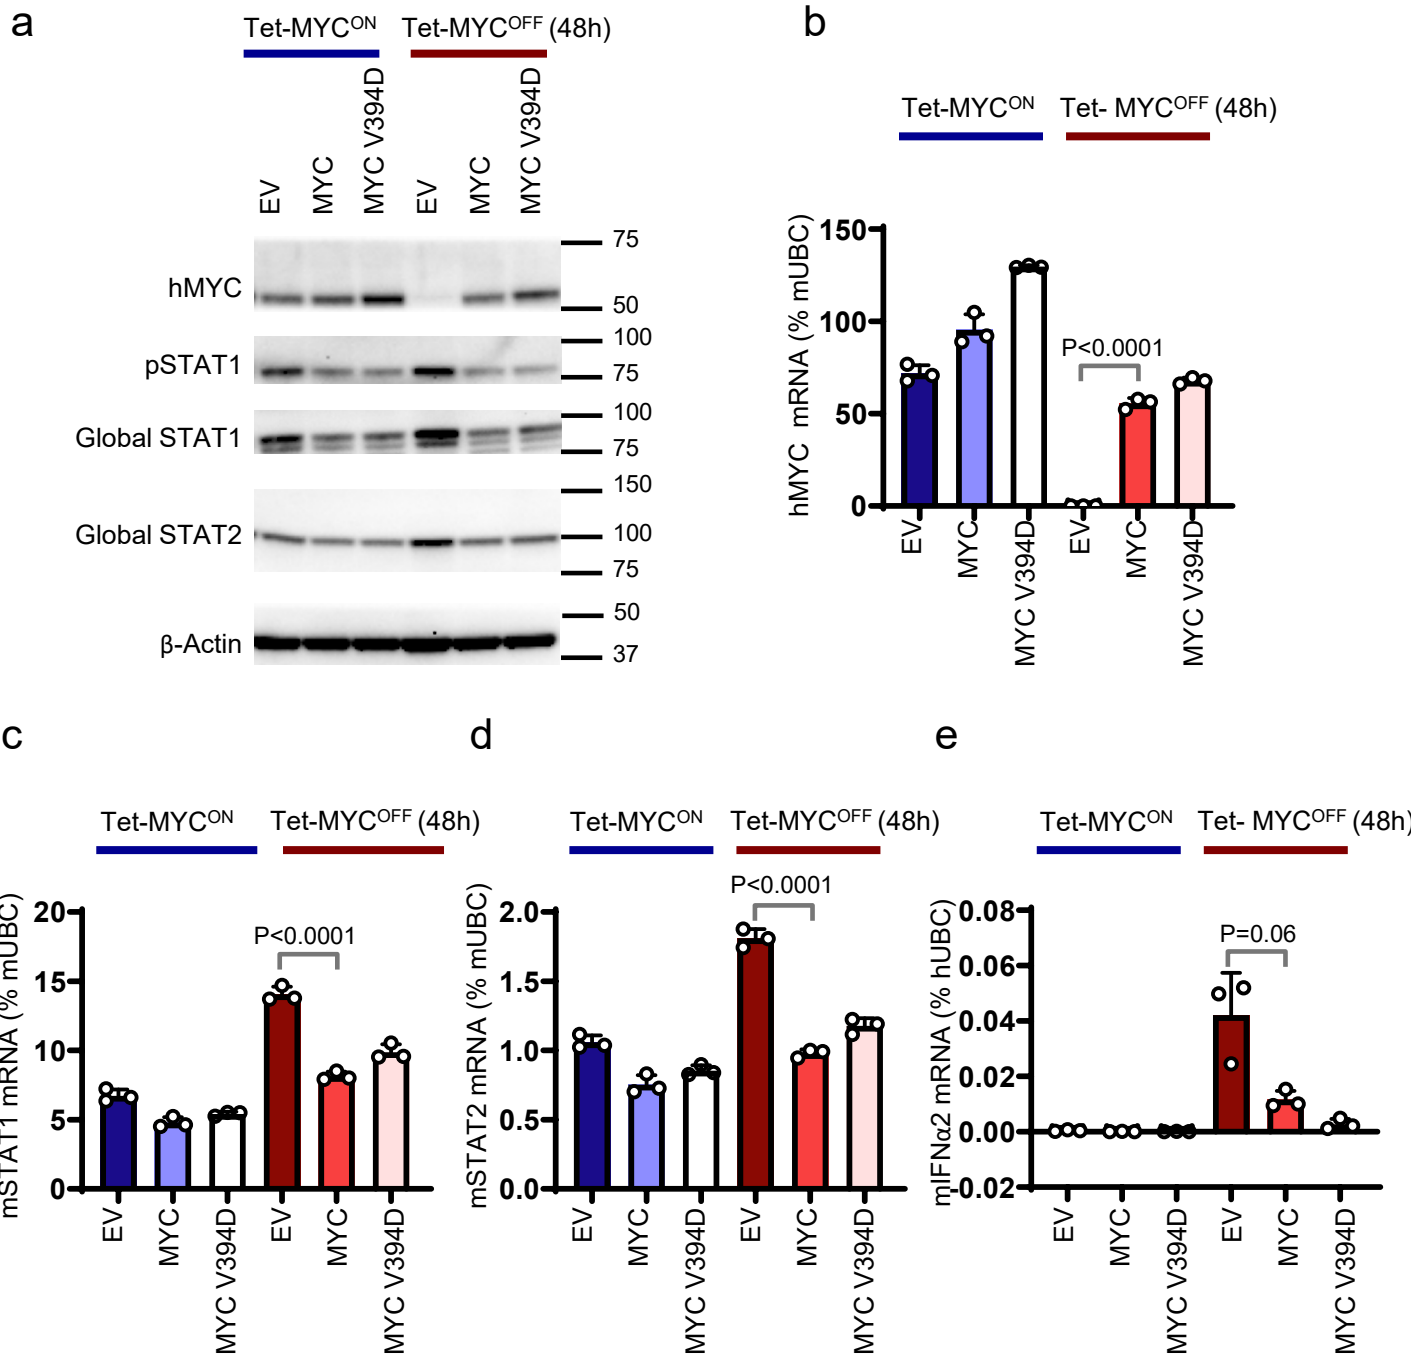 a
Tet-MYCᴼᴺ
Tet-MYCᴼᶠᶠ (48h)
EV
MYC
MYC V394D
EV
MYC
MYC V394D
hMYC
75
50
pSTAT1
100
75
Global STAT1
100
75
Global STAT2
150
100
75
β-Actin
50
37
b
Tet-MYCᴼᴺ
Tet- MYCᴼᶠᶠ (48h)
hMYC mRNA (% mUBC)
150
100
50
0
P<0.0001
EV
MYC
MYC V394D
EV
MYC
MYC V394D
c
Tet-MYCᴼᴺ
Tet-MYCᴼᶠᶠ (48h)
mSTAT1 mRNA (% mUBC)
20
15
10
5
0
P<0.0001
EV
MYC
MYC V394D
EV
MYC
MYC V394D
d
Tet-MYCᴼᴺ
Tet-MYCᴼᶠᶠ (48h)
mSTAT2 mRNA (% mUBC)
2.0
1.5
1.0
0.5
0.0
P<0.0001
EV
MYC
MYC V394D
EV
MYC
MYC V394D
e
Tet-MYCᴼᴺ
Tet- MYCᴼᶠᶠ (48h)
mIFNα2 mRNA (% hUBC)
0.08
0.06
0.04
0.02
0.00
-0.02
P=0.06
EV
MYC
MYC V394D
EV
MYC
MYC V394D